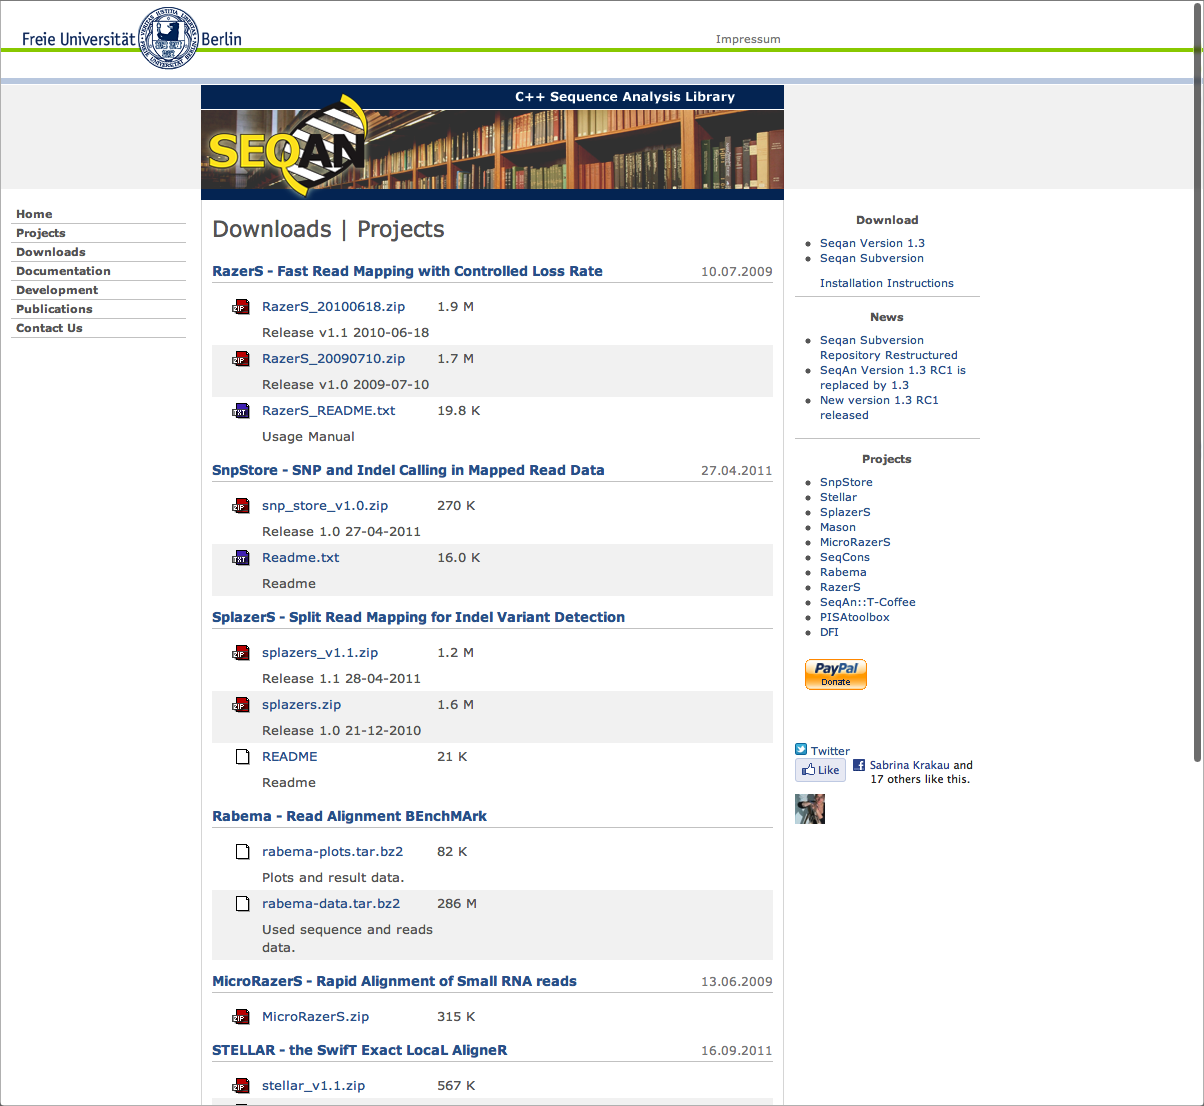 Freie Universität Berlin
Impressum
C++ Sequence Analysis Library
SEQAN
Home
Projects
Downloads
Documentation
Development
Publications
Contact Us
Downloads | Projects
RazerS - Fast Read Mapping with Controlled Loss Rate 10.07.2009
ZIP RazerS_20100618.zip 1.9 M
Release v1.1 2010-06-18
ZIP RazerS_20090710.zip 1.7 M
Release v1.0 2009-07-10
TXT RazerS_README.txt 19.8 K
Usage Manual
SnpStore - SNP and Indel Calling in Mapped Read Data 27.04.2011
ZIP snp_store_v1.0.zip 270 K
Release 1.0 27-04-2011
TXT Readme.txt 16.0 K
Readme
SplazerS - Split Read Mapping for Indel Variant Detection
ZIP splazers_v1.1.zip 1.2 M
Release 1.1 28-04-2011
ZIP splazers.zip 1.6 M
Release 1.0 21-12-2010
README 21 K
Readme
Rabema - Read Alignment BEnchMArk
rabema-plots.tar.bz2 82 K
Plots and result data.
rabema-data.tar.bz2 286 M
Used sequence and reads
data.
MicroRazerS - Rapid Alignment of Small RNA reads 13.06.2009
ZIP MicroRazerS.zip 315 K
STELLAR - the SwifT Exact LocaL AligneR 16.09.2011
ZIP stellar_v1.1.zip 567 K
Download
Seqan Version 1.3
Seqan Subversion
Installation Instructions
News
Seqan Subversion
Repository Restructured
SeqAn Version 1.3 RC1 is
replaced by 1.3
New version 1.3 RC1
released
Projects
SnpStore
Stellar
SplazerS
Mason
MicroRazerS
SeqCons
Rabema
RazerS
SeqAn::T-Coffee
PISAtoolbox
DFI
PayPal
Donate
Twitter
Like
Sabrina Krakau and
17 others like this.